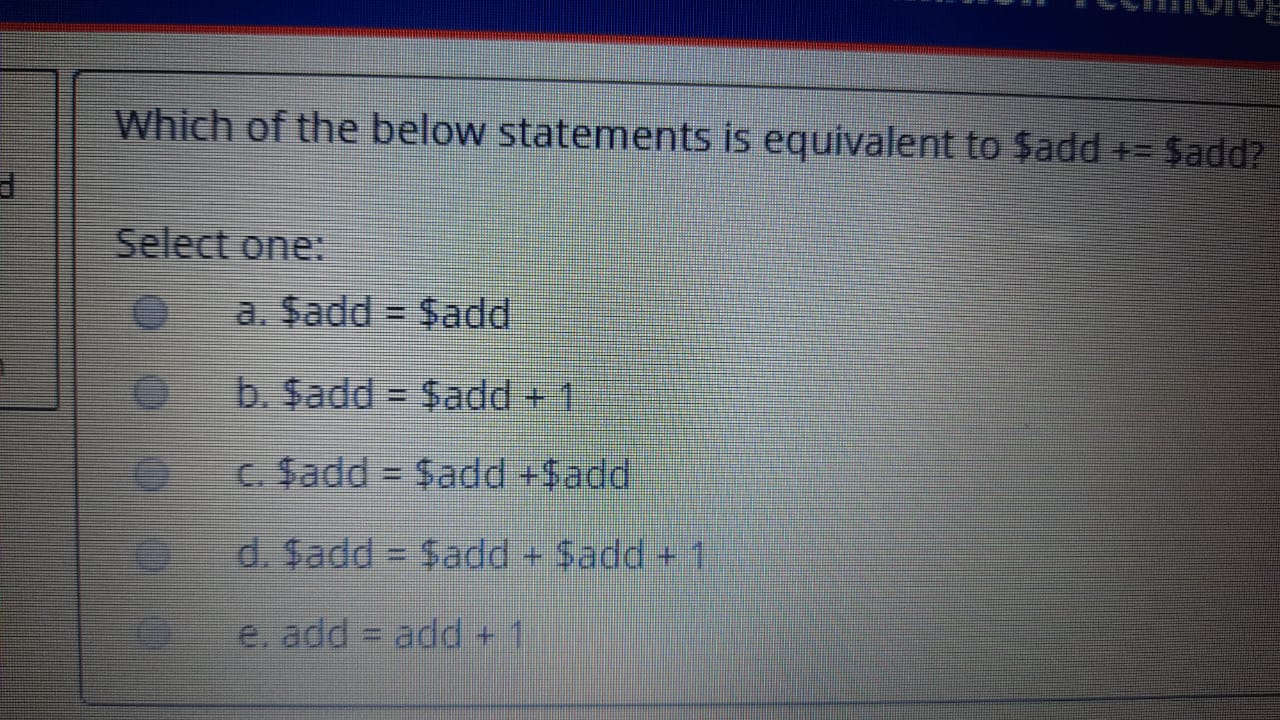 Which of the below statements is equivalent to $add += $add?
d
Select one:
a. $add = $add
b. $add = $add + 1
c. $add = $add +$add
d. $add = $add + $add + 1
e. add = add + 1